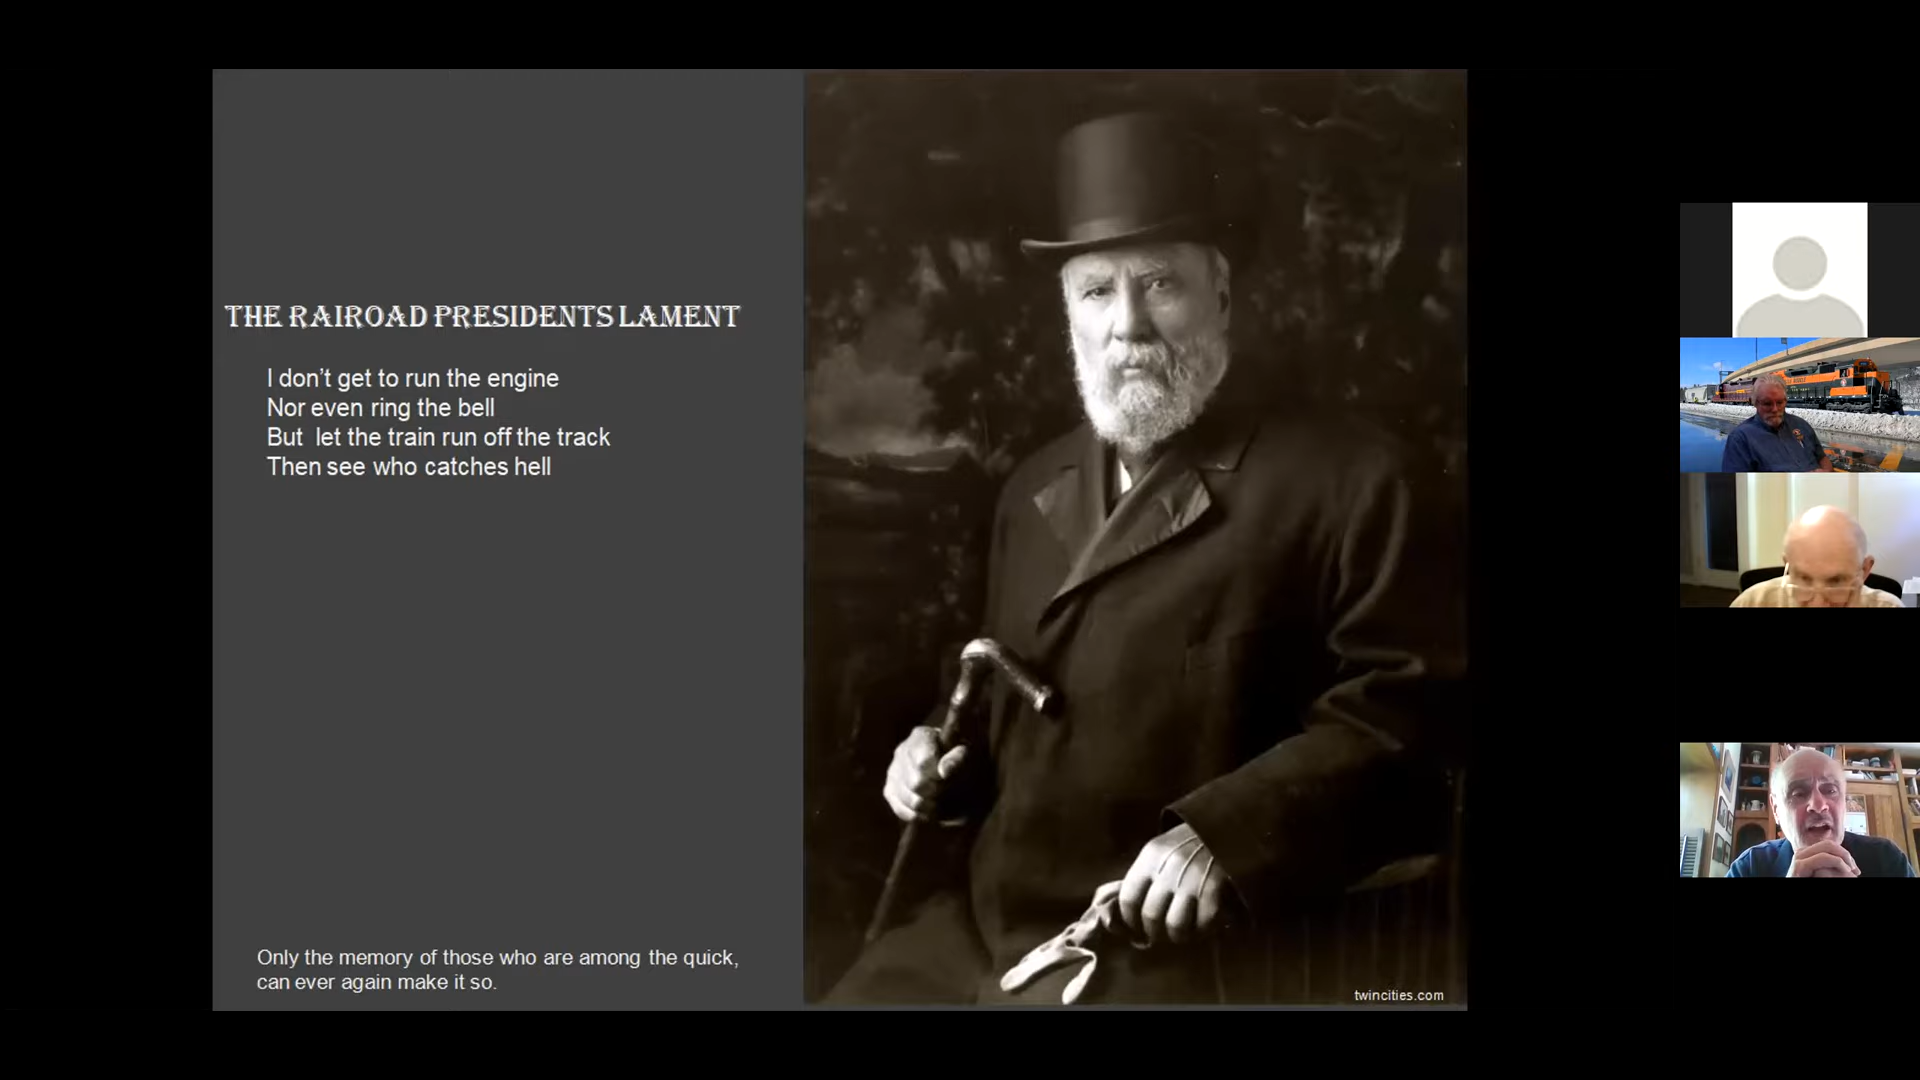 THE RAIROAD PRESIDENTS LAMENT
I don't get to run the engine
Nor even ring the bell
But let the train run off the track
Then see who catches hell
Only the memory of those who are among the quick,
can ever again make it so.
twincities.com